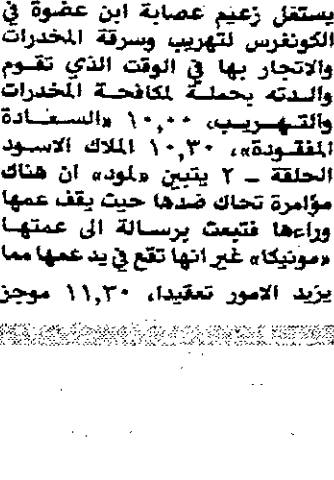 يستغل زعيم عصابة ابن عضوة في
الكونغرس لتهريب وسرقة المخدرات
والاتجار بها في الوقت الذي تقوم
والدته بحملة لمكافحة المخدرات
والتهريب، ١٠,٠٠ «السعادة
المفقودة»، ١٠,٣٠ الملاك الاسود
الحلقة ــ ٢ يتبين «لمود» ان هناك
مؤامرة تحاك ضدها حيث يقف عمها
وراءها فتبعث برسالة الى عمتها
«مونيكا» غير انها تقع في يد عمها مما
يزيد الامور تعقيدا، ١١,٣٠ موجز